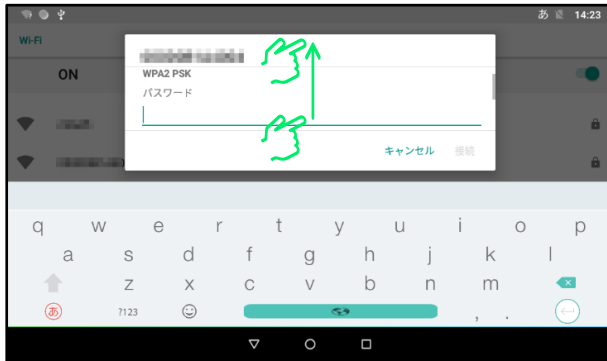 あ 14:23
Wi-Fi
ON
WPA2 PSK
パスワード
キャンセル 接続
q w e r t y u i o p
a s d f g h j k l
z x c v b n m
あ ?123 , .